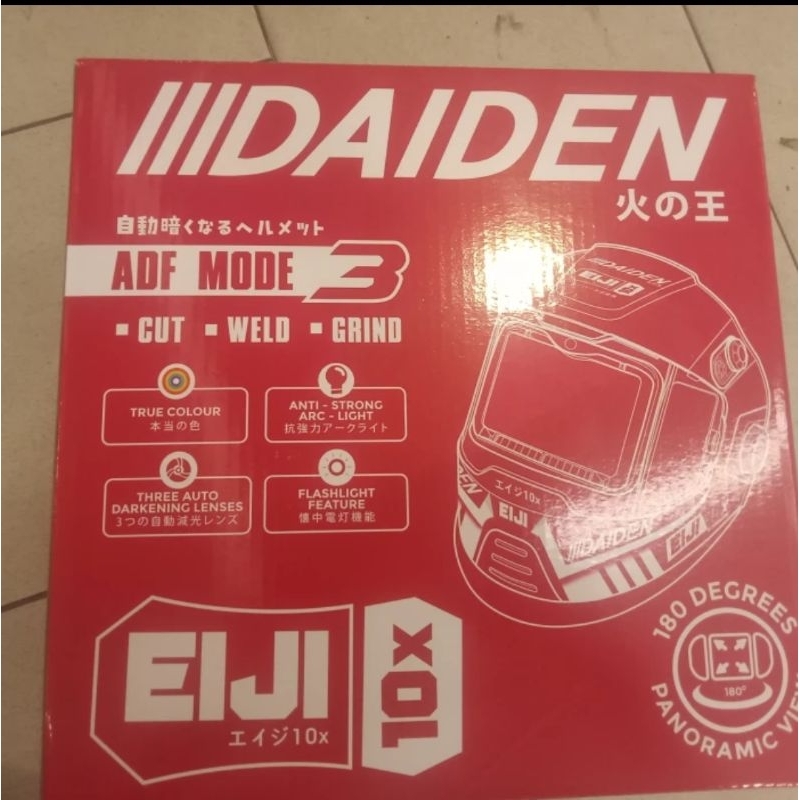 DAIDEN
火の王
自動暗くなるヘルメット
ADF MODE 3
CUT WELD GRIND
TRUE COLOUR
本当の色
ANTI - STRONG
ARC - LIGHT
抗強力アークライト
THREE AUTO
DARKENING LENSES
3つの自動減光レンズ
FLASHLIGHT
FEATURE
懐中電灯機能
DAIDEN
EIJI
エイジ10x
EIJI
DAIDEN
EIJI
EIJI
エイジ10x
10x
180 DEGREES
180°
PANORAMIC